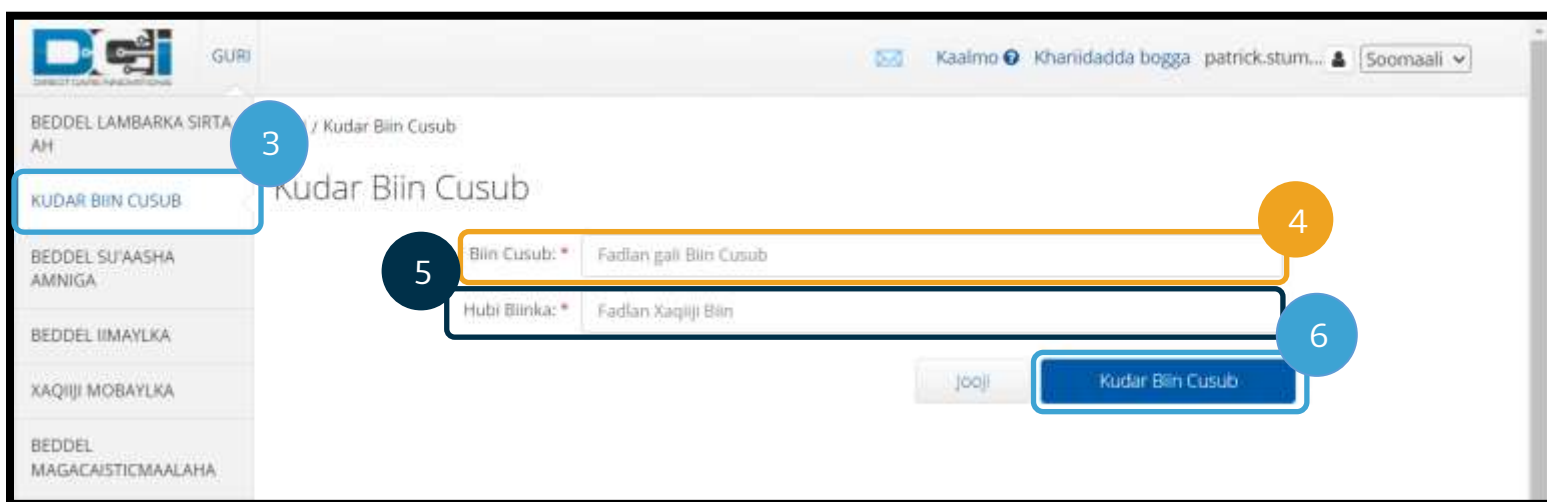 DCI
GURI
Kaalmo Khariidadda bogga patrick.stum... Soomaali
BEDDEL LAMBARKA SIRTA AH
3
/ Kudar Biin Cusub
KUDAR BIIN CUSUB
Kudar Biin Cusub
4
BEDDEL SU'AASHA AMNIGA
5
Biin Cusub: * Fadlan gali Biin Cusub
Hubi Biinka: * Fadlan Xaqiiji Biin
6
BEDDEL IIMAYLKA
XAQIIJI MOBAYLKA
Jooji
Kudar Biin Cusub
BEDDEL MAGACAISTICMAALAHA